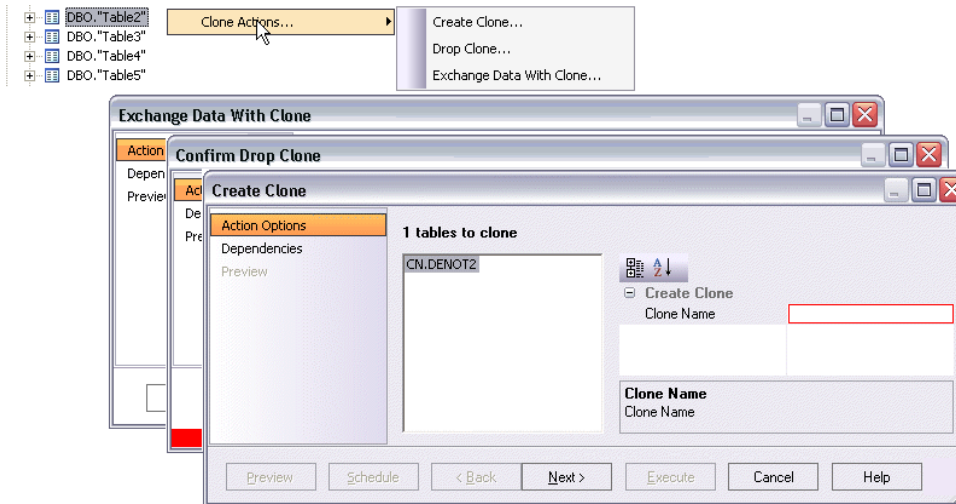 DBO."Table2"
DBO."Table3"
DBO."Table4"
DBO."Table5"
Clone Actions...
Create Clone...
Drop Clone...
Exchange Data With Clone...
Exchange Data With Clone
Action
Depen
Previe
Confirm Drop Clone
Act
De
Pre
Create Clone
Action Options
Dependencies
Preview
1 tables to clone
CN.DENOT2
Create Clone
Clone Name
Clone Name
Clone Name
Preview
Schedule
< Back
Next >
Execute
Cancel
Help